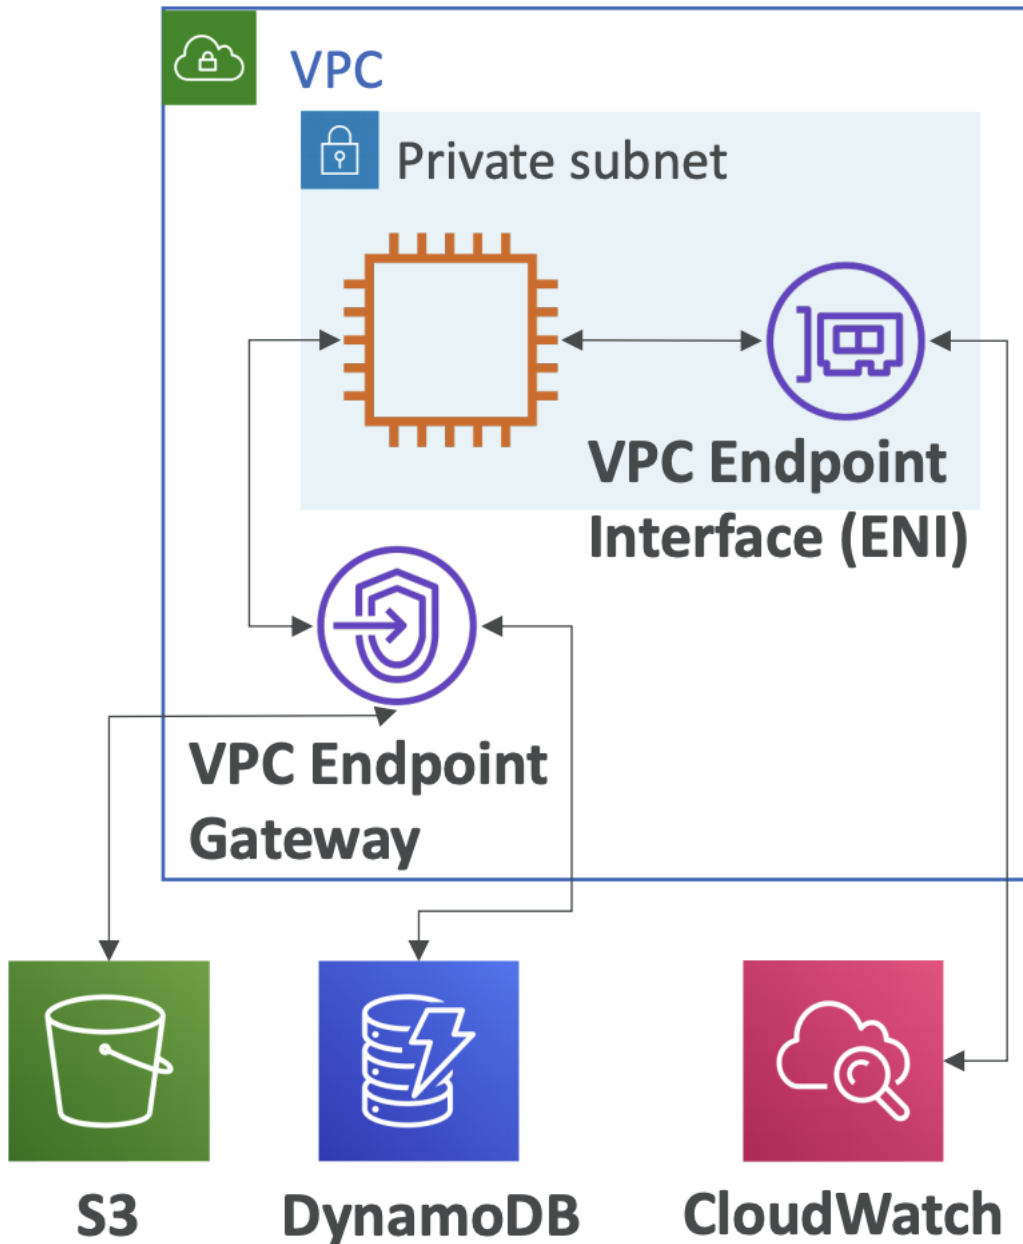 VPC
Private subnet
VPC Endpoint
Interface (ENI)
VPC Endpoint
Gateway
S3
DynamoDB
CloudWatch